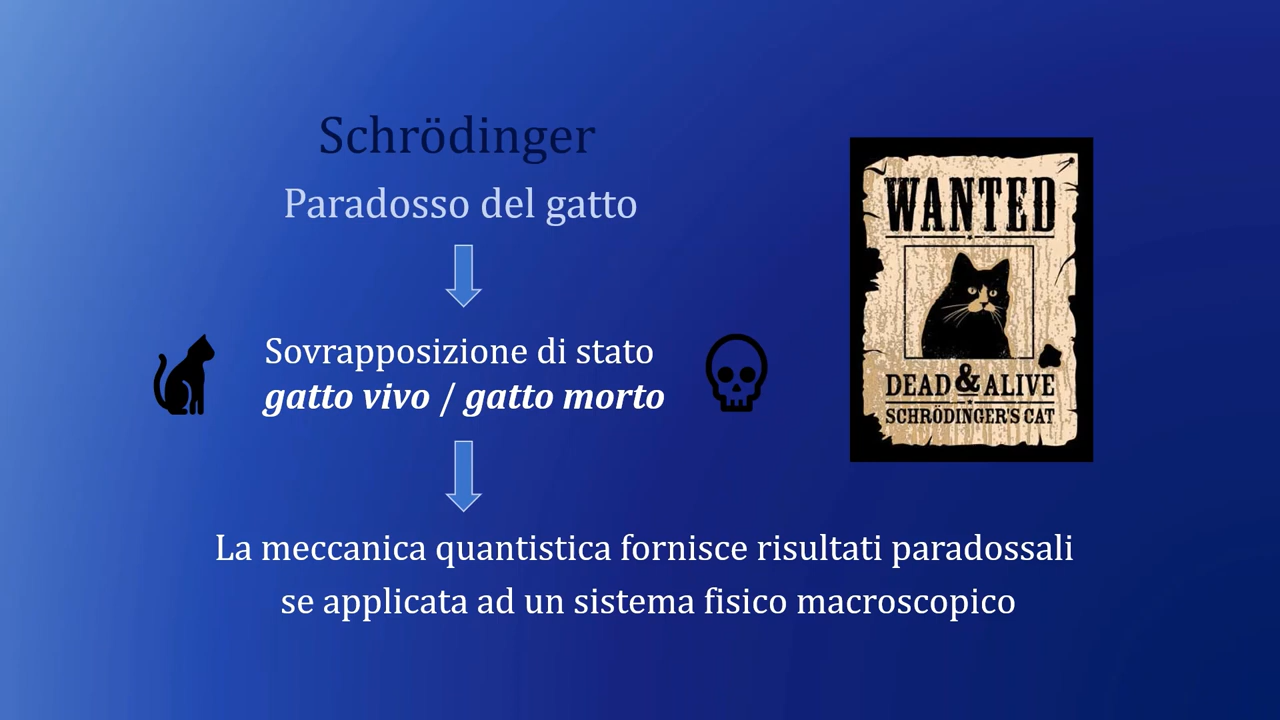 Schrödinger
Paradosso del gatto
Sovrapposizione di stato
gatto vivo / gatto morto
La meccanica quantistica fornisce risultati paradossali
se applicata ad un sistema fisico macroscopico
WANTED
DEAD & ALIVE
SCHRÖDINGER'S CAT